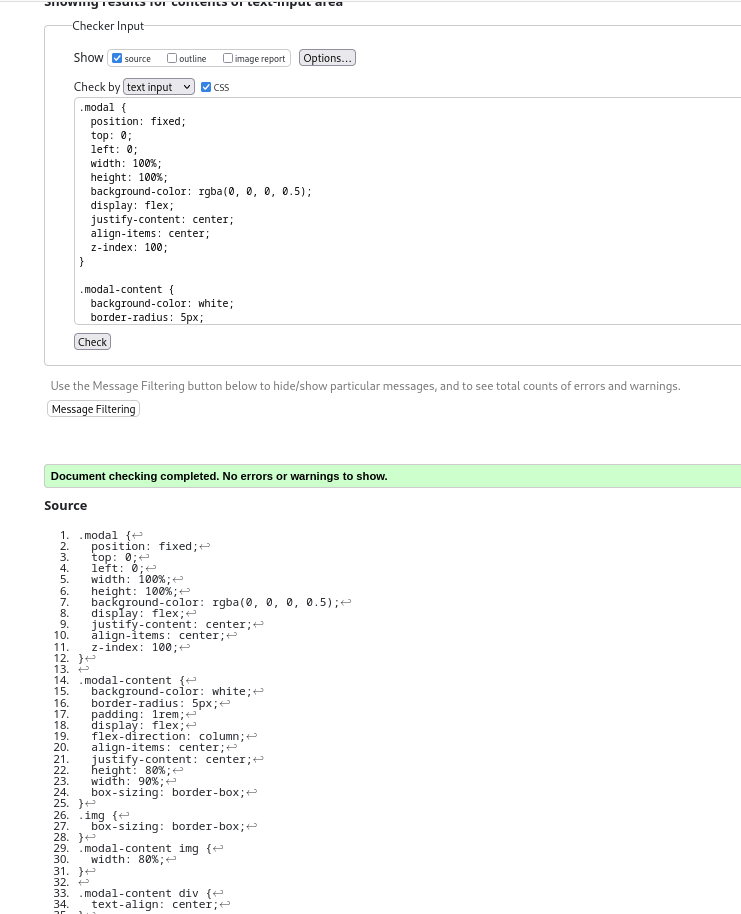 Showing results for contents of text-input area
Checker Input
Show source outline image report Options...
Check by text input CSS
.modal {
  position: fixed;
  top: 0;
  left: 0;
  width: 100%;
  height: 100%;
  background-color: rgba(0, 0, 0, 0.5);
  display: flex;
  justify-content: center;
  align-items: center;
  z-index: 100;
}
.modal-content {
  background-color: white;
  border-radius: 5px;
Check
Use the Message Filtering button below to hide/show particular messages, and to see total counts of errors and warnings.
Message Filtering
Document checking completed. No errors or warnings to show.
Source
1. .modal {↩
2.   position: fixed;↩
3.   top: 0;↩
4.   left: 0;↩
5.   width: 100%;↩
6.   height: 100%;↩
7.   background-color: rgba(0, 0, 0, 0.5);↩
8.   display: flex;↩
9.   justify-content: center;↩
10.   align-items: center;↩
11.   z-index: 100;↩
12. }↩
13. ↩
14. .modal-content {↩
15.   background-color: white;↩
16.   border-radius: 5px;↩
17.   padding: 1rem;↩
18.   display: flex;↩
19.   flex-direction: column;↩
20.   align-items: center;↩
21.   justify-content: center;↩
22.   height: 80%;↩
23.   width: 90%;↩
24.   box-sizing: border-box;↩
25. }↩
26. .img {↩
27.   box-sizing: border-box;↩
28. }↩
29. .modal-content img {↩
30.   width: 80%;↩
31. }↩
32. ↩
33. .modal-content div {↩
34.   text-align: center;↩
35. }↩